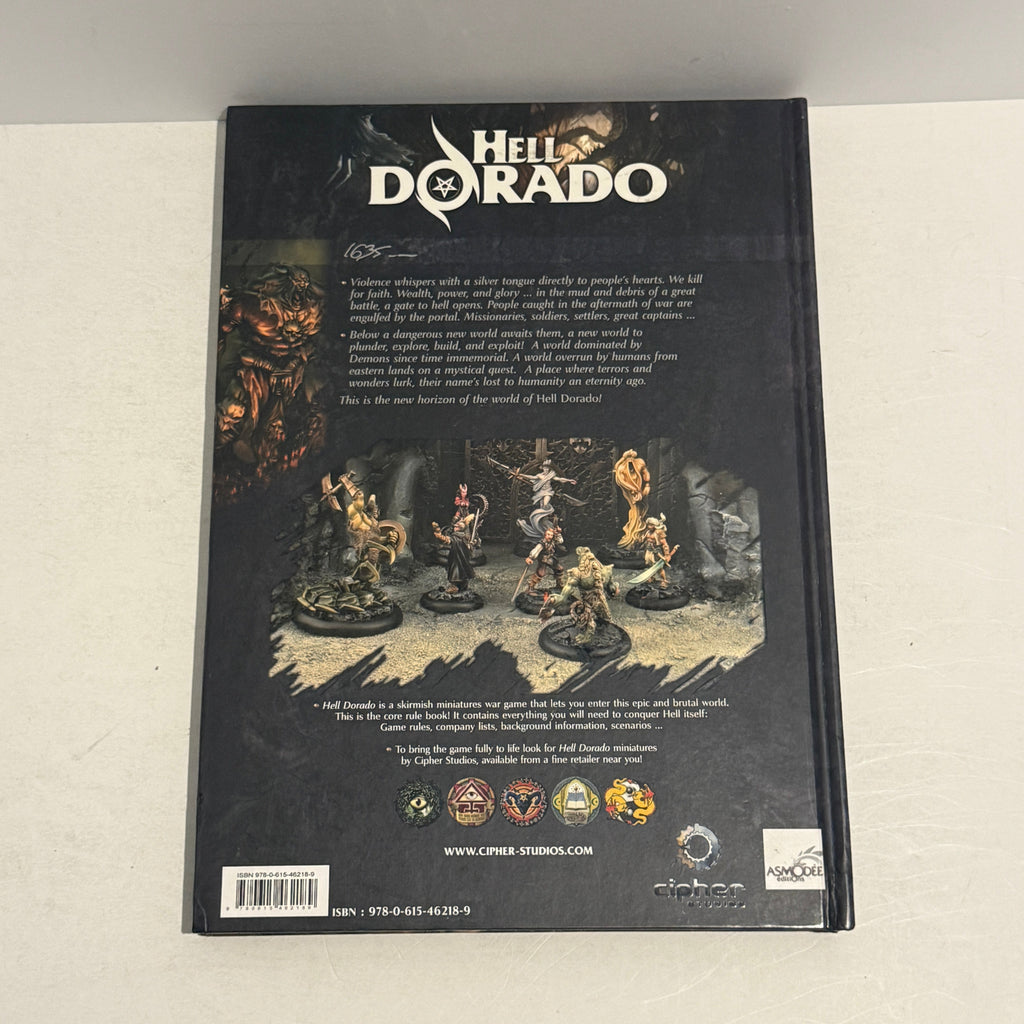 HELL
DORADO
1635
• Violence whispers with a silver tongue directly to people's hearts. We kill
for faith. Wealth, power, and glory ... in the mud and debris of a great
battle, a gate to hell opens. People caught in the aftermath of war are
engulfed by the portal. Missionaries, soldiers, settlers, great captains ...
• Below a dangerous new world awaits them, a new world to
plunder, explore, build, and exploit! A world dominated by
Demons since time immemorial. A world overrun by humans from
eastern lands on a mystical quest. A place where terrors and
wonders lurk, their name's lost to humanity an eternity ago.
This is the new horizon of the world of Hell Dorado!
• Hell Dorado is a skirmish miniatures war game that lets you enter this epic and brutal world.
This is the core rule book! It contains everything you will need to conquer Hell itself:
Game rules, company lists, background information, scenarios ...
• To bring the game fully to life look for Hell Dorado miniatures
by Cipher Studios, available from a fine retailer near you!
WWW.CIPHER-STUDIOS.COM
cipher
STUDIOS
ASMODÉE
éditions
ISBN 978-0-615-46218-9
9 780615 462189
ISBN : 978-0-615-46218-9